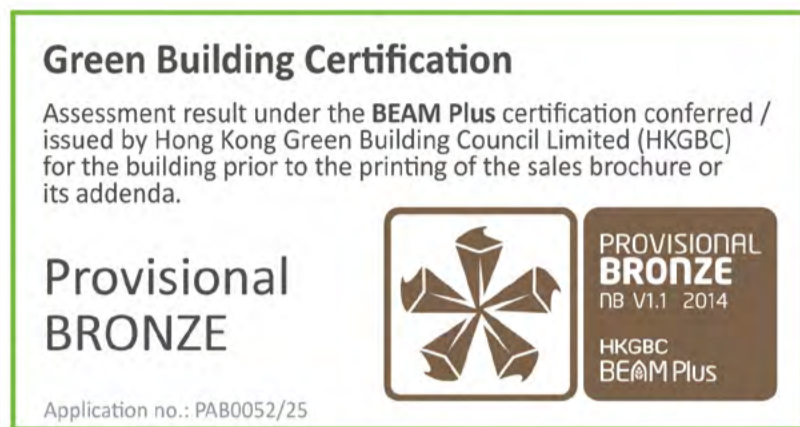 Green Building Certification
Assessment result under the BEAM Plus certification conferred /
issued by Hong Kong Green Building Council Limited (HKGBC)
for the building prior to the printing of the sales brochure or
its addenda.
Provisional
BRONZE
PROVISIONAL
BRONZE
NB V1.1 2014
HKGBC
BEAM Plus
Application no.: PAB0052/25